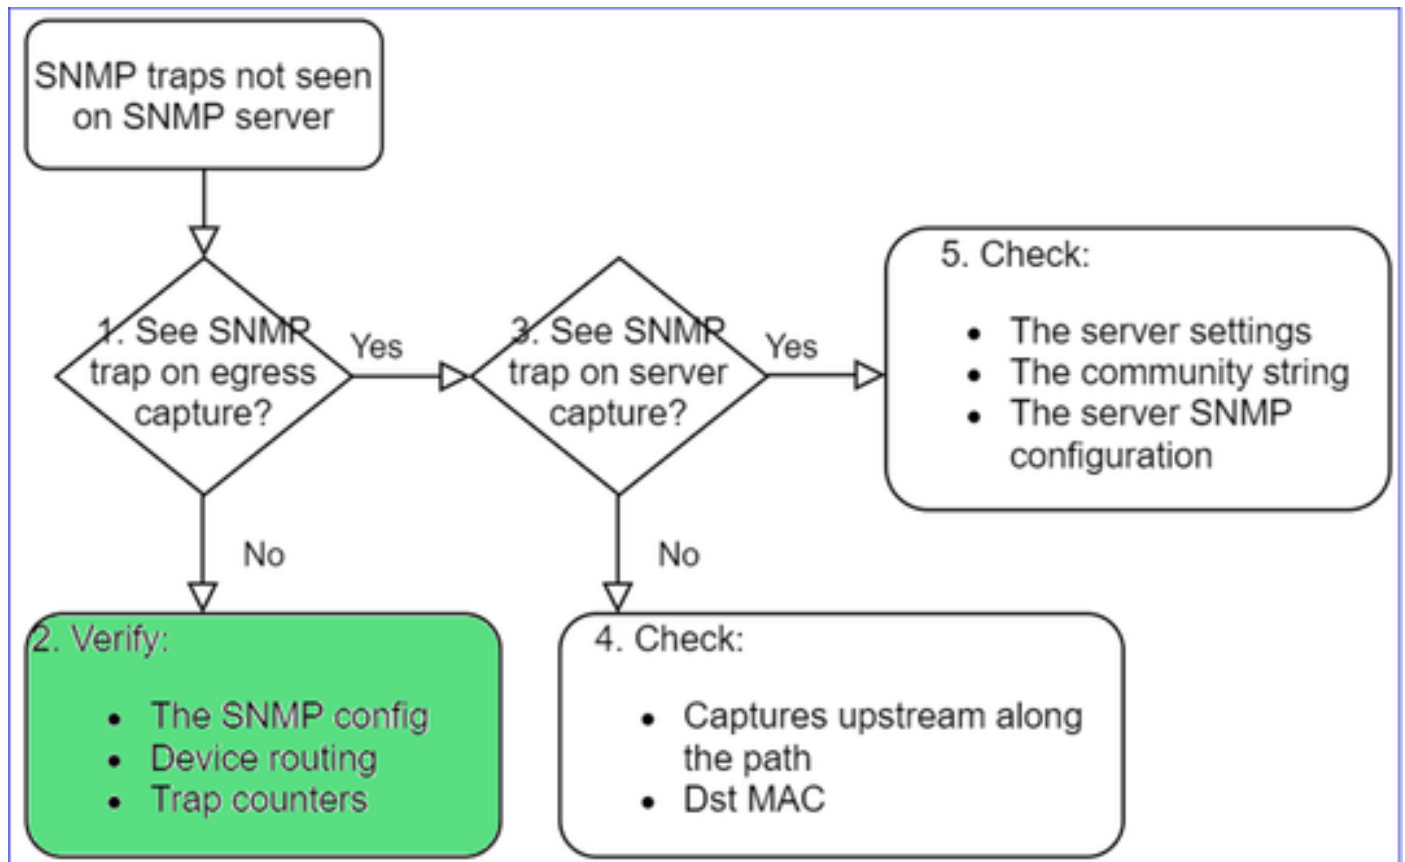 SNMP traps not seen
on SNMP server
1. See SNMP
trap on egress
capture?
Yes
3. See SNMP
trap on server
capture?
Yes
5. Check:
• The server settings
• The community string
• The server SNMP
configuration
No
No
2. Verify:
• The SNMP config
• Device routing
• Trap counters
4. Check:
• Captures upstream along
the path
• Dst MAC